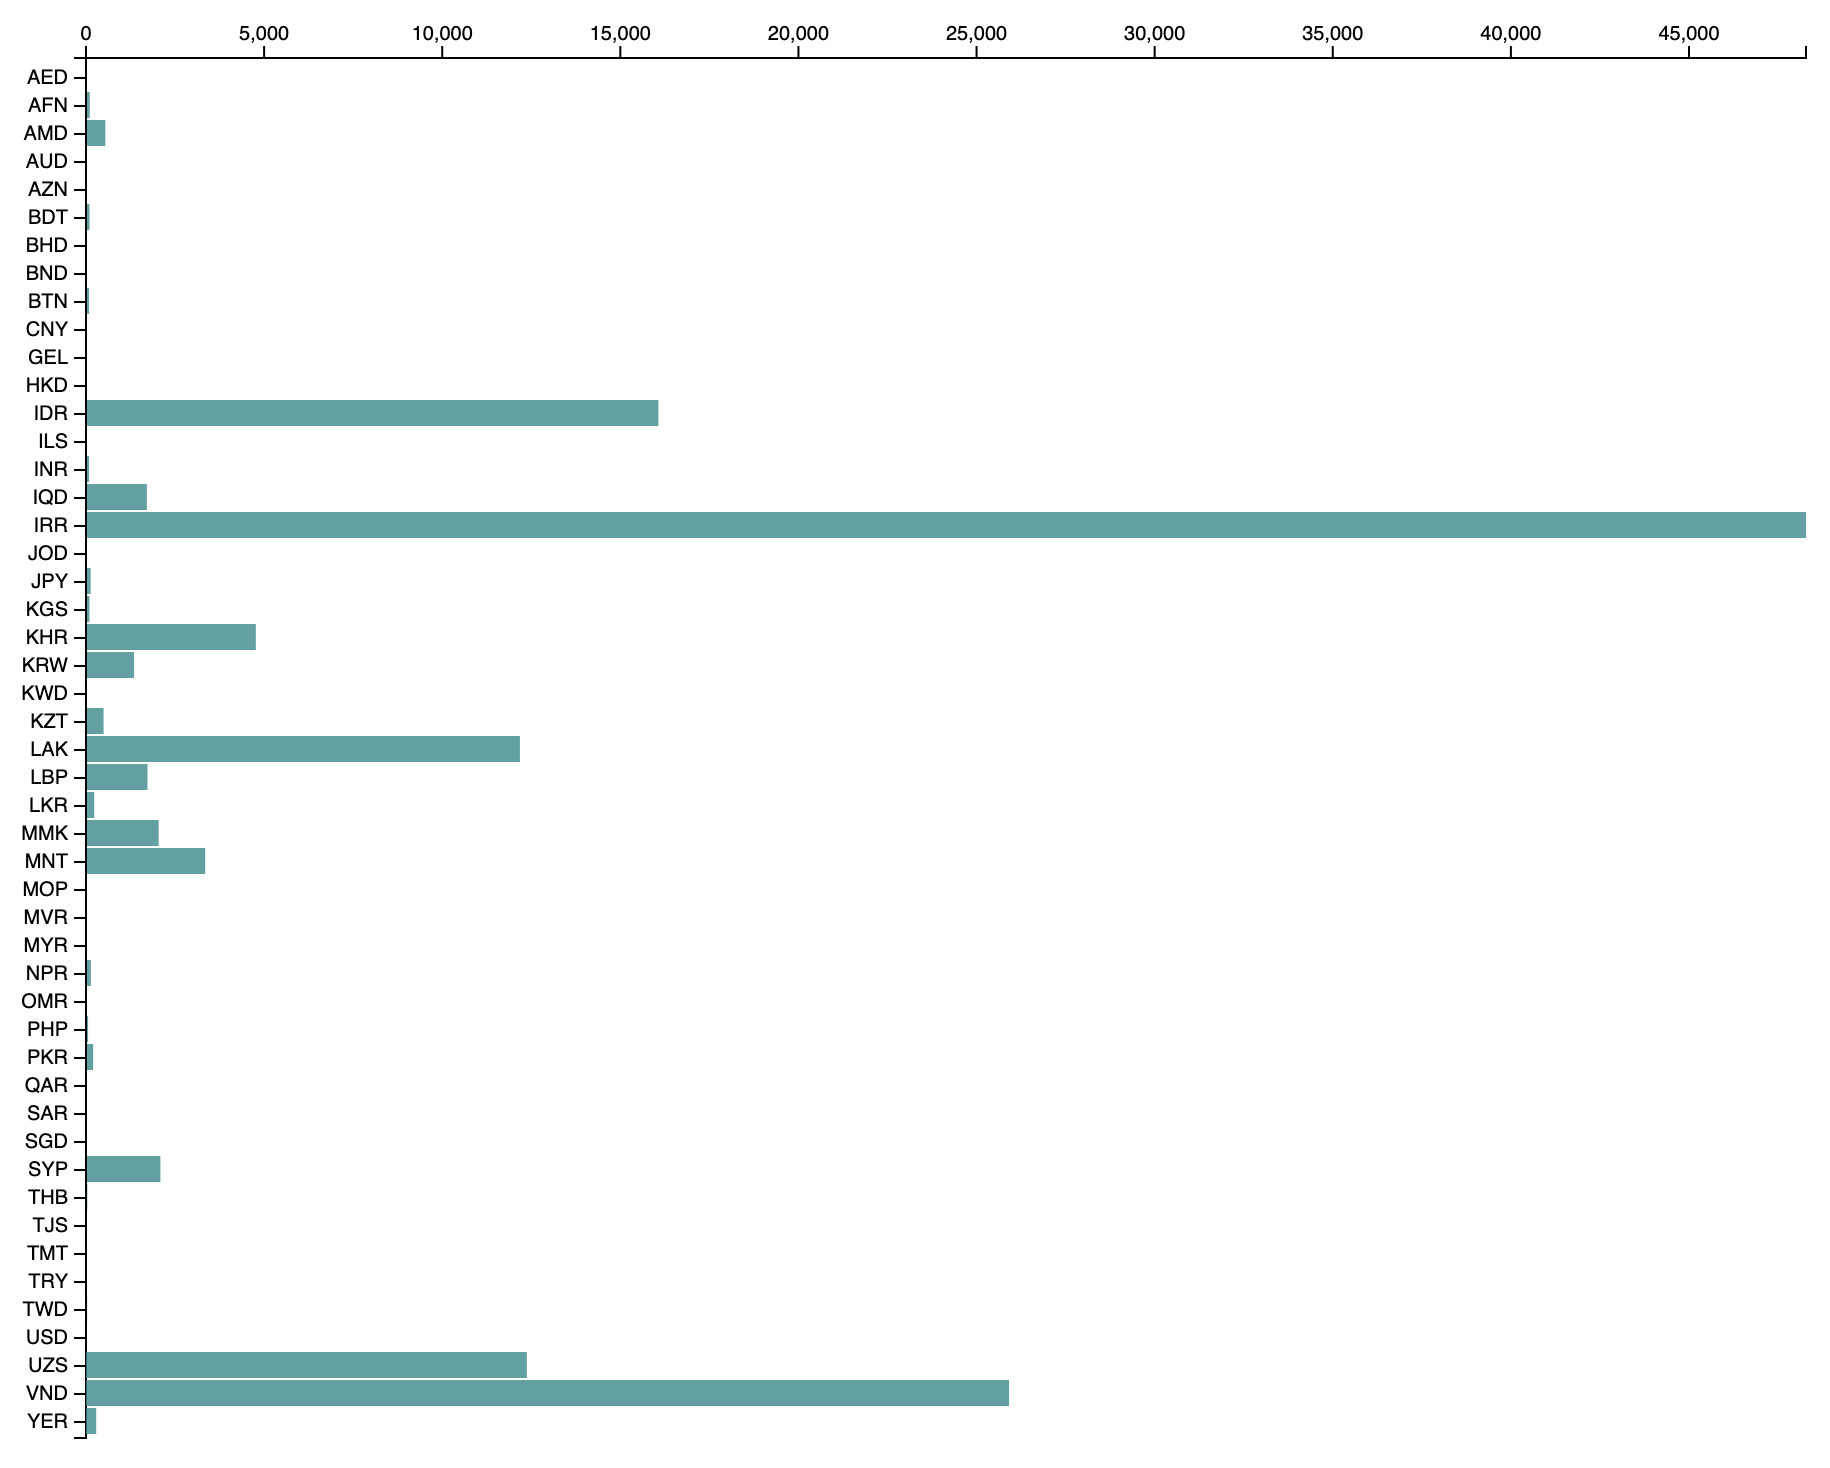 0 5,000 10,000 15,000 20,000 25,000 30,000 35,000 40,000 45,000
AED
AFN
AMD
AUD
AZN
BDT
BHD
BND
BTN
CNY
GEL
HKD
IDR
ILS
INR
IQD
IRR
JOD
JPY
KGS
KHR
KRW
KWD
KZT
LAK
LBP
LKR
MMK
MNT
MOP
MVR
MYR
NPR
OMR
PHP
PKR
QAR
SAR
SGD
SYP
THB
TJS
TMT
TRY
TWD
USD
UZS
VND
YER